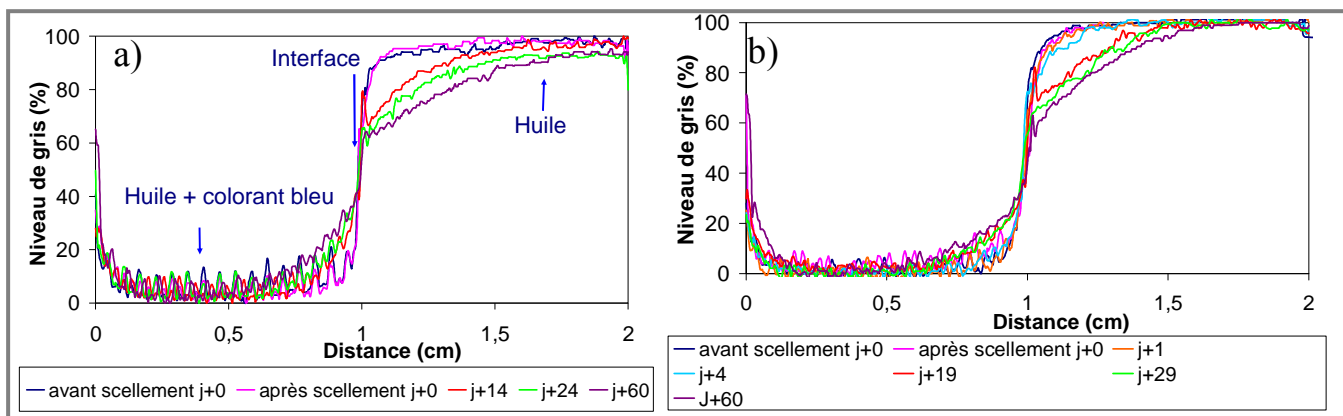 a)
Niveau de gris (%)
100
80
60
40
20
0
Interface
Huile
Huile + colorant bleu
0
0,5
1
1,5
2
Distance (cm)
avant scellement j+0
après scellement j+0
j+14
j+24
j+60
b)
Niveau de gris (%)
100
80
60
40
20
0
0
0,5
1
1,5
2
Distance (cm)
avant scellement j+0
après scellement j+0
j+1
j+4
j+19
j+29
J+60